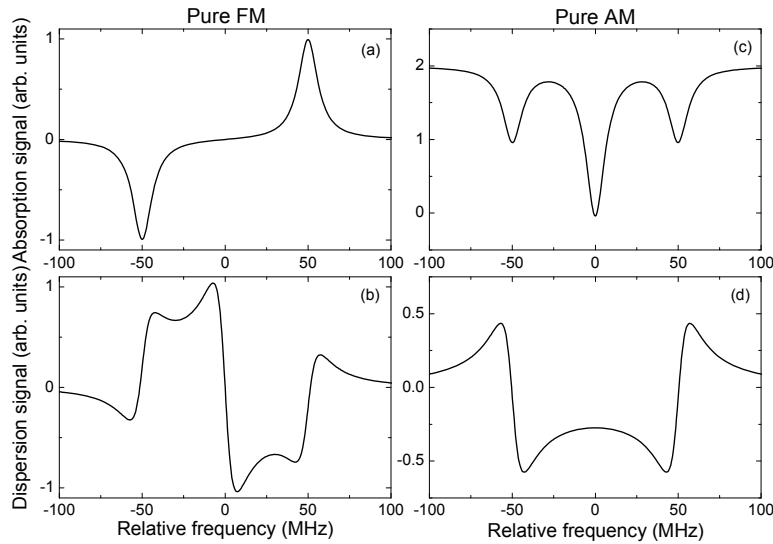 Pure FM
Pure AM
Absorption signal (arb. units)
1
0
-1
(a)
-100 -50 0 50 100
2
1
0
(c)
-100 -50 0 50 100
Dispersion signal (arb. units)
1
0
-1
(b)
-100 -50 0 50 100
Relative frequency (MHz)
0.5
0.0
-0.5
(d)
-100 -50 0 50 100
Relative frequency (MHz)